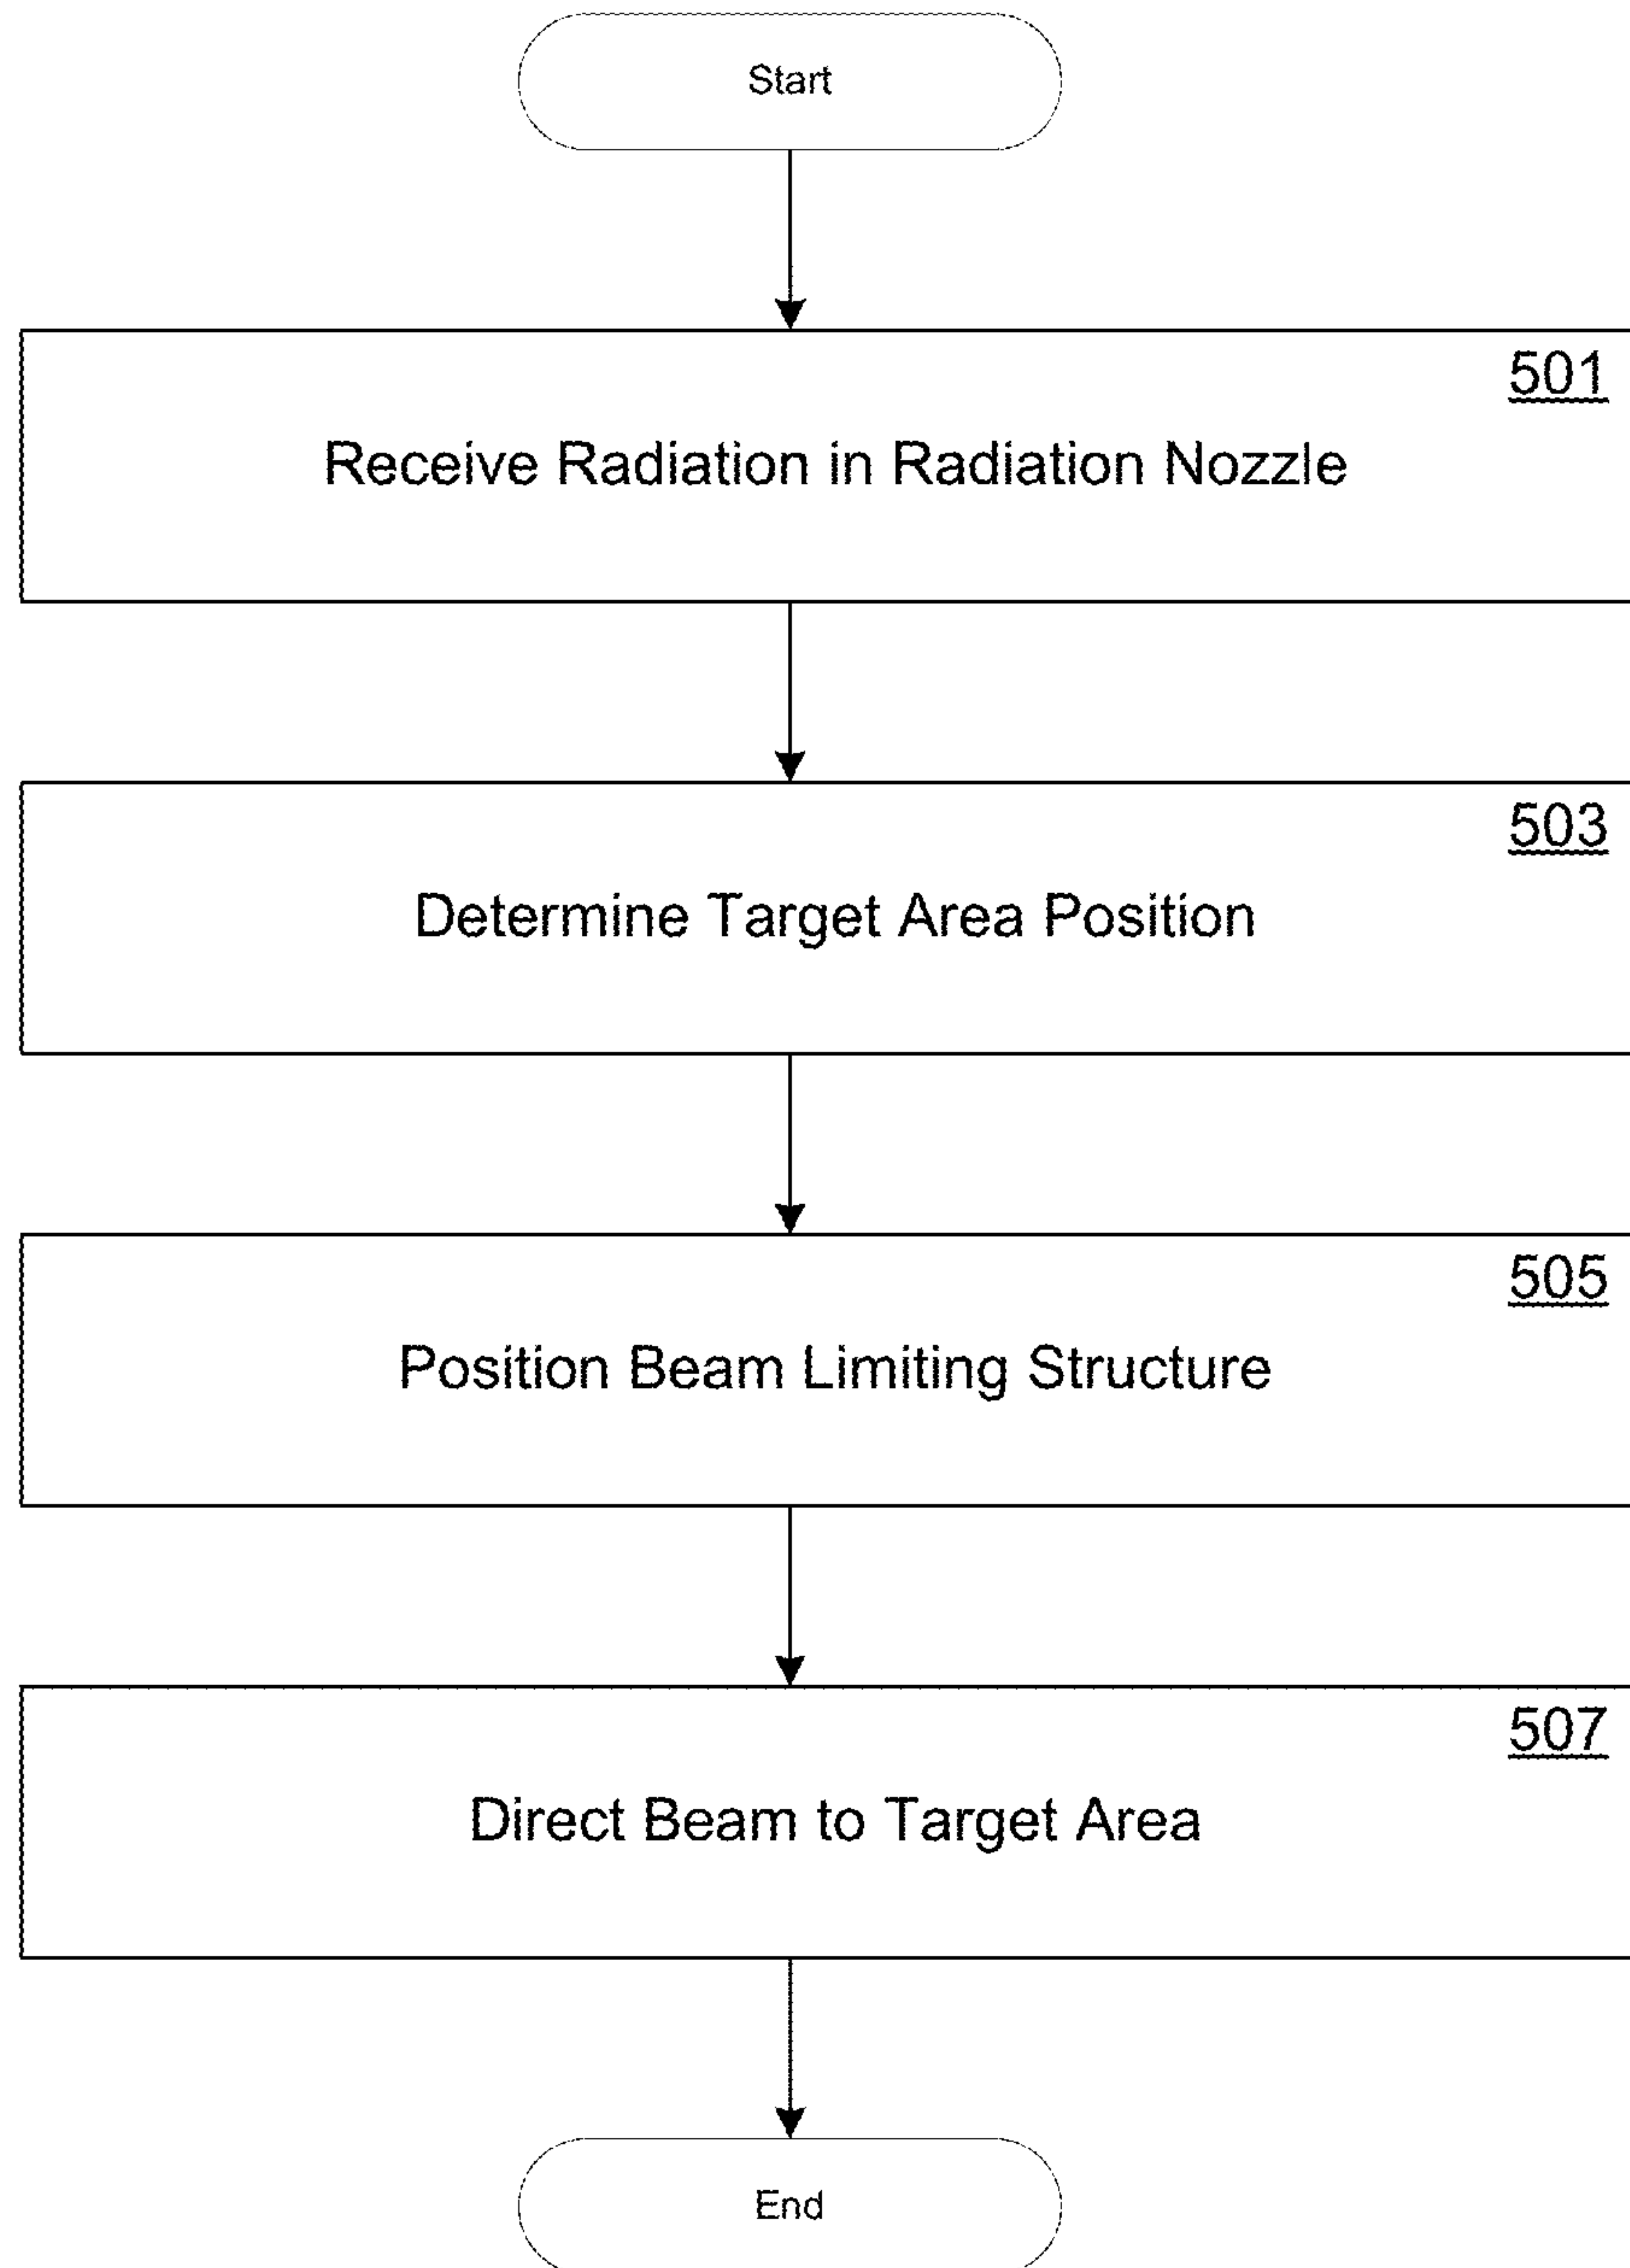 Start
501
Receive Radiation in Radiation Nozzle
503
Determine Target Area Position
505
Position Beam Limiting Structure
507
Direct Beam to Target Area
End